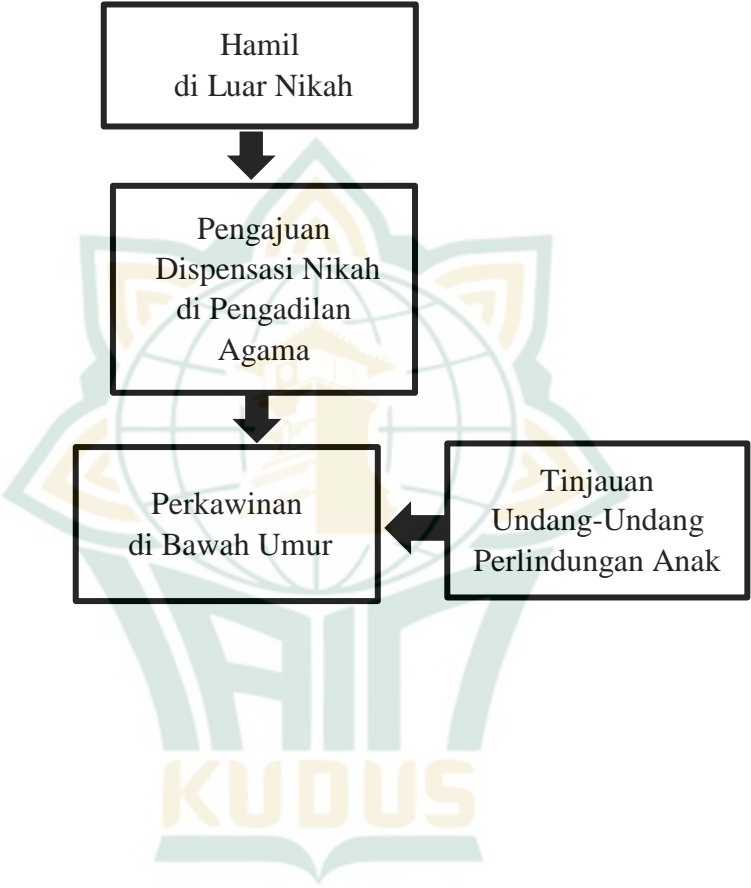 Hamil
di Luar Nikah
Pengajuan
Dispensasi Nikah
di Pengadilan
Agama
Perkawinan
di Bawah Umur
Tinjauan
Undang-Undang
Perlindungan Anak
IAIN
KUDUS